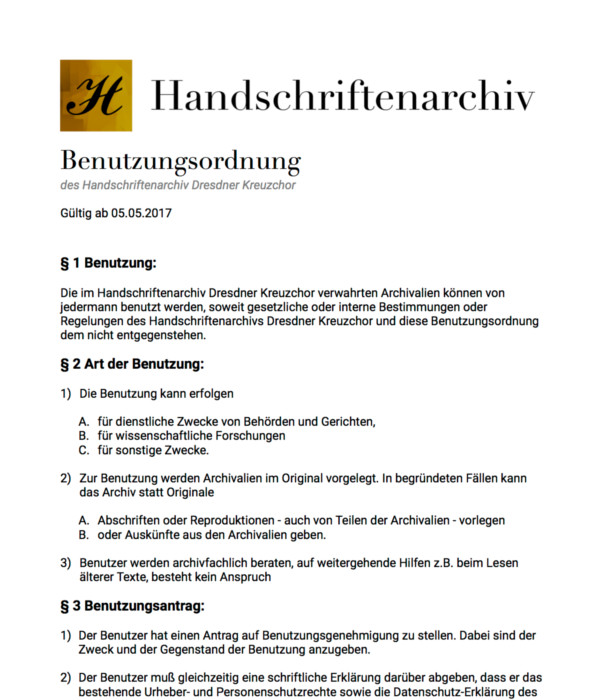 H Handschriftenarchiv
Benutzungsordnung
des Handschriftenarchiv Dresdner Kreuzchor
Gültig ab 05.05.2017
§ 1 Benutzung:
Die im Handschriftenarchiv Dresdner Kreuzchor verwahrten Archivalien können von
jedermann benutzt werden, soweit gesetzliche oder interne Bestimmungen oder
Regelungen des Handschriftenarchivs Dresdner Kreuzchor und diese Benutzungsordnung
dem nicht entgegenstehen.
§ 2 Art der Benutzung:
1) Die Benutzung kann erfolgen
A. für dienstliche Zwecke von Behörden und Gerichten,
B. für wissenschaftliche Forschungen
C. für sonstige Zwecke.
2) Zur Benutzung werden Archivalien im Original vorgelegt. In begründeten Fällen kann
das Archiv statt Originale
A. Abschriften oder Reproduktionen - auch von Teilen der Archivalien - vorlegen
B. oder Auskünfte aus den Archivalien geben.
3) Benutzer werden archivfachlich beraten, auf weitergehende Hilfen z.B. beim Lesen
älterer Texte, besteht kein Anspruch
§ 3 Benutzungsantrag:
1) Der Benutzer hat einen Antrag auf Benutzungsgenehmigung zu stellen. Dabei sind der
Zweck und der Gegenstand der Benutzung anzugeben.
2) Der Benutzer muß gleichzeitig eine schriftliche Erklärung darüber abgeben, dass er das
bestehende Urheber- und Personenschutzrechte sowie die Datenschutz-Erklärung des